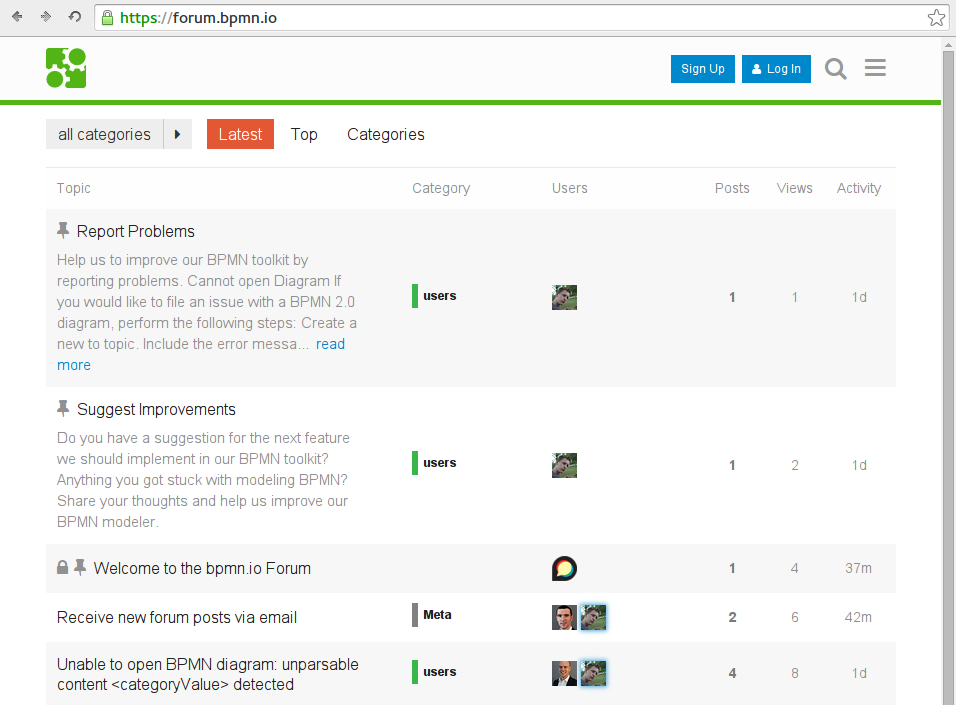 https://forum.bpmn.io
Sign Up Log In
all categories Latest Top Categories
Topic Category Users Posts Views Activity
Report Problems
Help us to improve our BPMN toolkit by
reporting problems. Cannot open Diagram If
you would like to file an issue with a BPMN 2.0
diagram, perform the following steps: Create a
new to topic. Include the error messa... read
more
users 1 1 1d
Suggest Improvements
Do you have a suggestion for the next feature
we should implement in our BPMN toolkit?
Anything you got stuck with modeling BPMN?
Share your thoughts and help us improve our
BPMN modeler.
users 1 2 1d
Welcome to the bpmn.io Forum 1 4 37m
Receive new forum posts via email Meta 2 6 42m
Unable to open BPMN diagram: unparsable
content <categoryValue> detected
users 4 8 1d